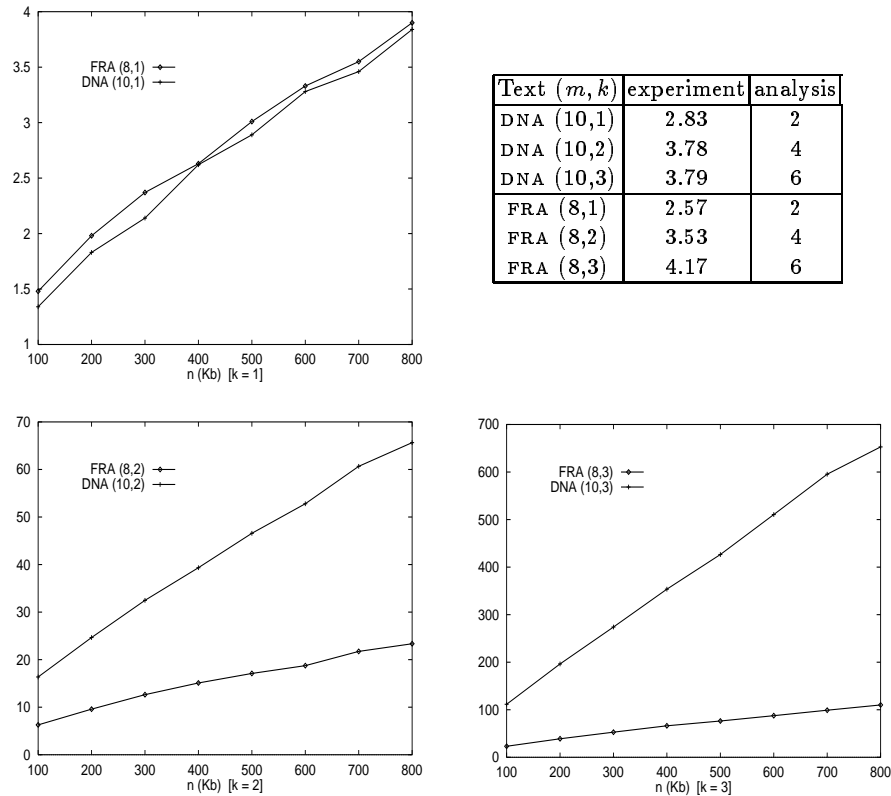 4
3.5
3
2.5
2
1.5
1
FRA (8,1)
DNA (10,1)
100 200 300 400 500 600 700 800
n (Kb) [k = 1]
Text (m, k) experiment analysis
DNA (10,1) 2.83 2
DNA (10,2) 3.78 4
DNA (10,3) 3.79 6
FRA (8,1) 2.57 2
FRA (8,2) 3.53 4
FRA (8,3) 4.17 6
70
60
50
40
30
20
10
0
FRA (8,2)
DNA (10,2)
100 200 300 400 500 600 700 800
n (Kb) [k = 2]
700
600
500
400
300
200
100
0
FRA (8,3)
DNA (10,3)
100 200 300 400 500 600 700 800
n (Kb) [k = 3]